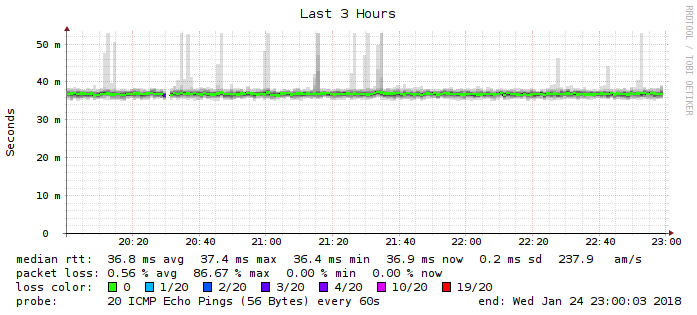 Last 3 Hours
RRDTOOL / TOBI OETIKER
Seconds
50 m
40 m
30 m
20 m
10 m
0
20:20 20:40 21:00 21:20 21:40 22:00 22:20 22:40 23:00
median rtt: 36.8 ms avg 37.4 ms max 36.4 ms min 36.9 ms now 0.2 ms sd 237.9 am/s
packet loss: 0.56 % avg 86.67 % max 0.00 % min 0.00 % now
loss color: 0 1/20 2/20 3/20 4/20 10/20 19/20
probe: 20 ICMP Echo Pings (56 Bytes) every 60s end: Wed Jan 24 23:00:03 2018